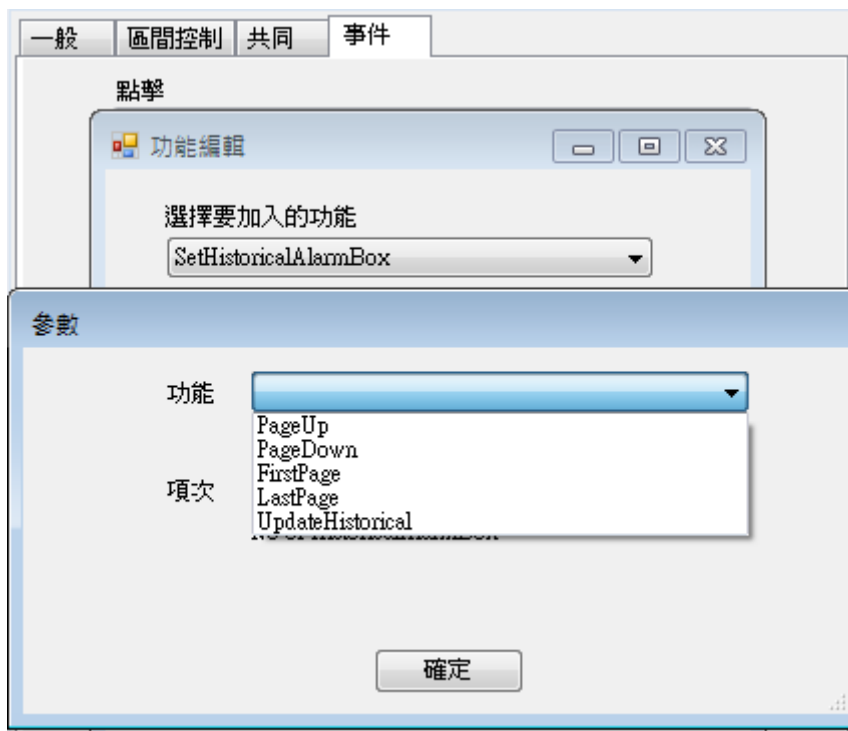 一般 區間控制 共同 事件
點擊
功能編輯
選擇要加入的功能
SetHistoricalAlarmBox
參數
功能
PageUp
PageDown
FirstPage
項次
LastPage
UpdateHistorical
確定